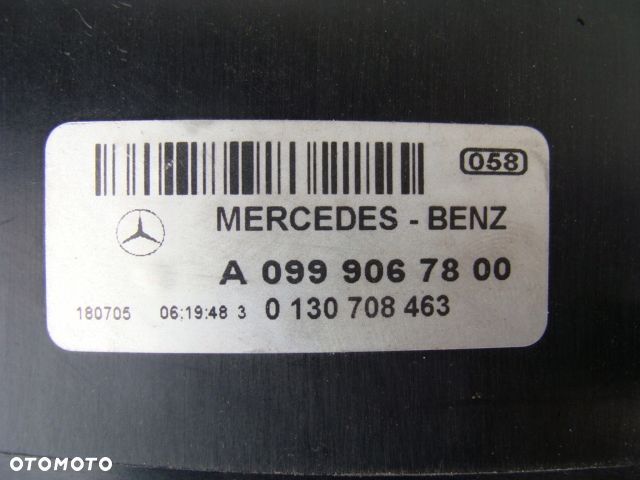 058
MERCEDES - BENZ
A 099 906 78 00
180705 06:19:48 3 0 130 708 463
OTOMOTO